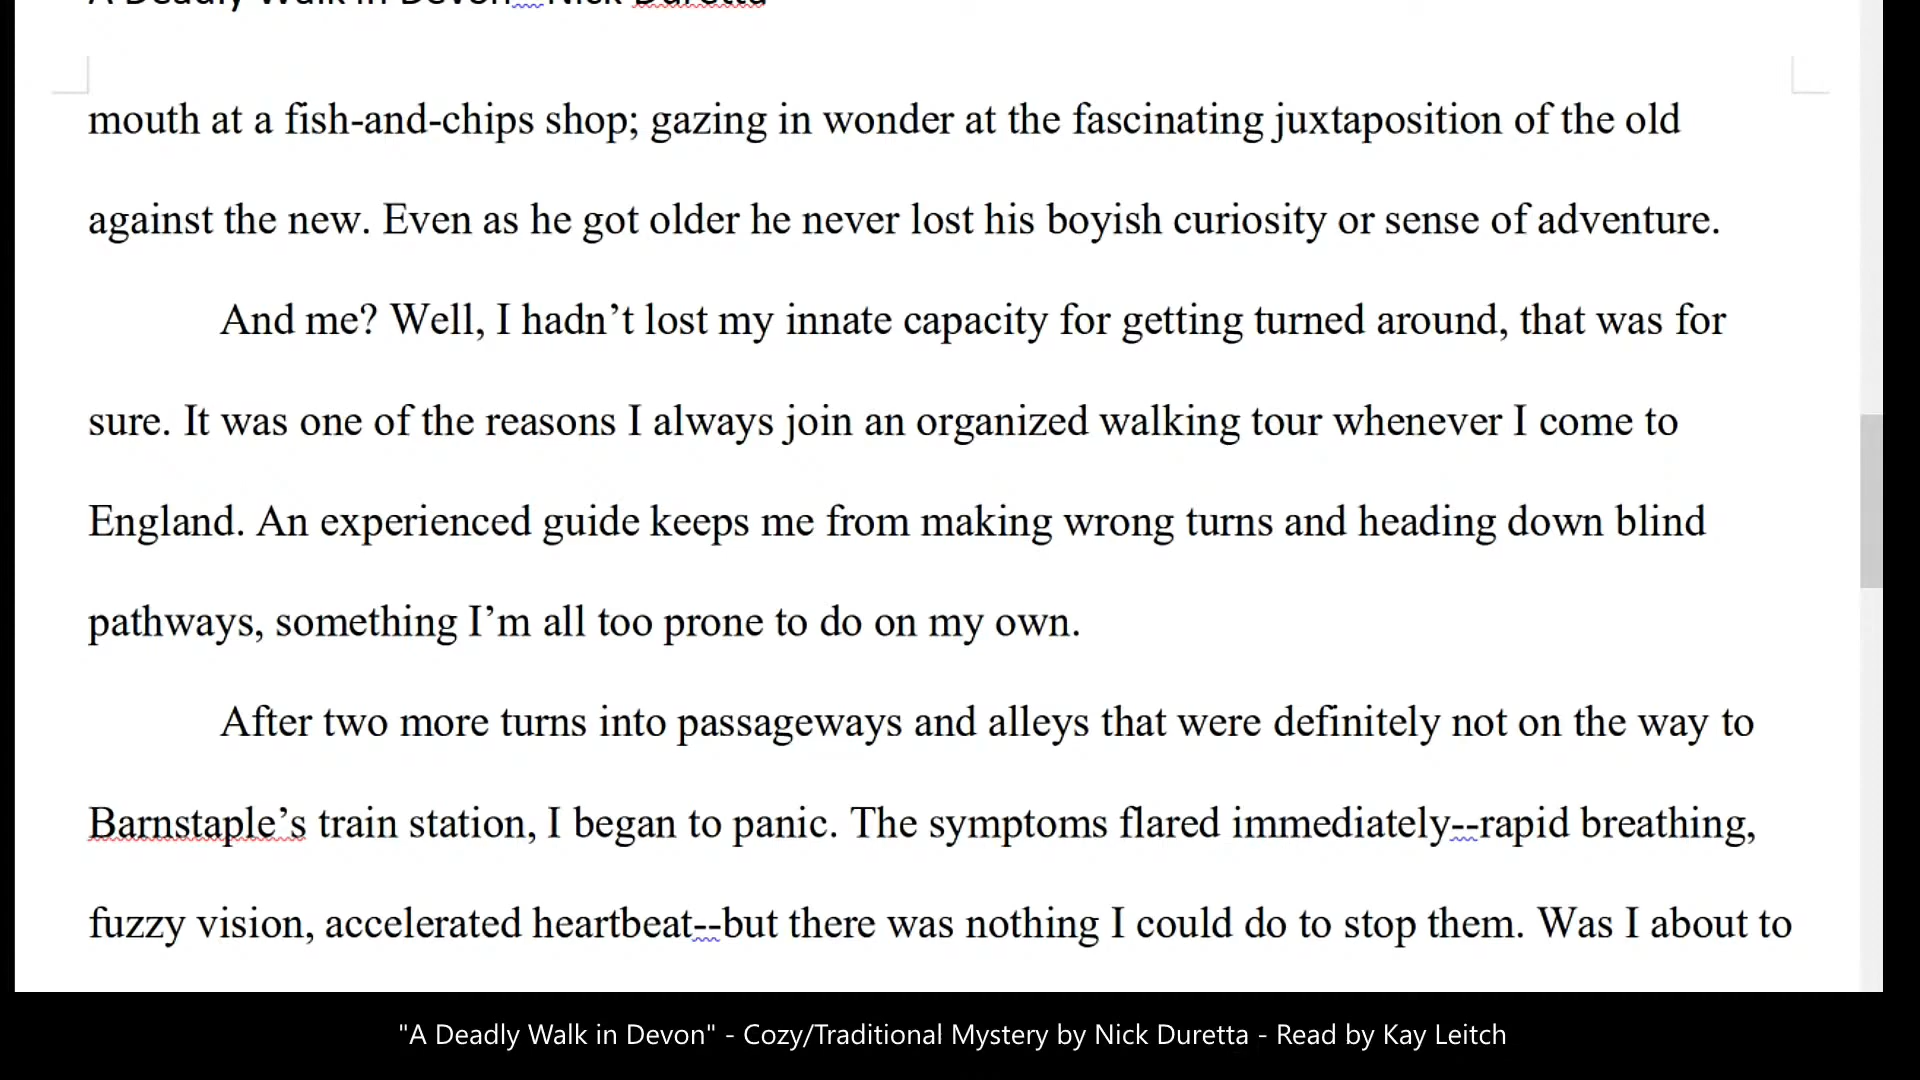 A Deadly Walk in Devon--Nick Duretta
mouth at a fish-and-chips shop; gazing in wonder at the fascinating juxtaposition of the old
against the new. Even as he got older he never lost his boyish curiosity or sense of adventure.
And me? Well, I hadn’t lost my innate capacity for getting turned around, that was for
sure. It was one of the reasons I always join an organized walking tour whenever I come to
England. An experienced guide keeps me from making wrong turns and heading down blind
pathways, something I’m all too prone to do on my own.
After two more turns into passageways and alleys that were definitely not on the way to
Barnstaple’s train station, I began to panic. The symptoms flared immediately--rapid breathing,
fuzzy vision, accelerated heartbeat--but there was nothing I could do to stop them. Was I about to
"A Deadly Walk in Devon" - Cozy/Traditional Mystery by Nick Duretta - Read by Kay Leitch